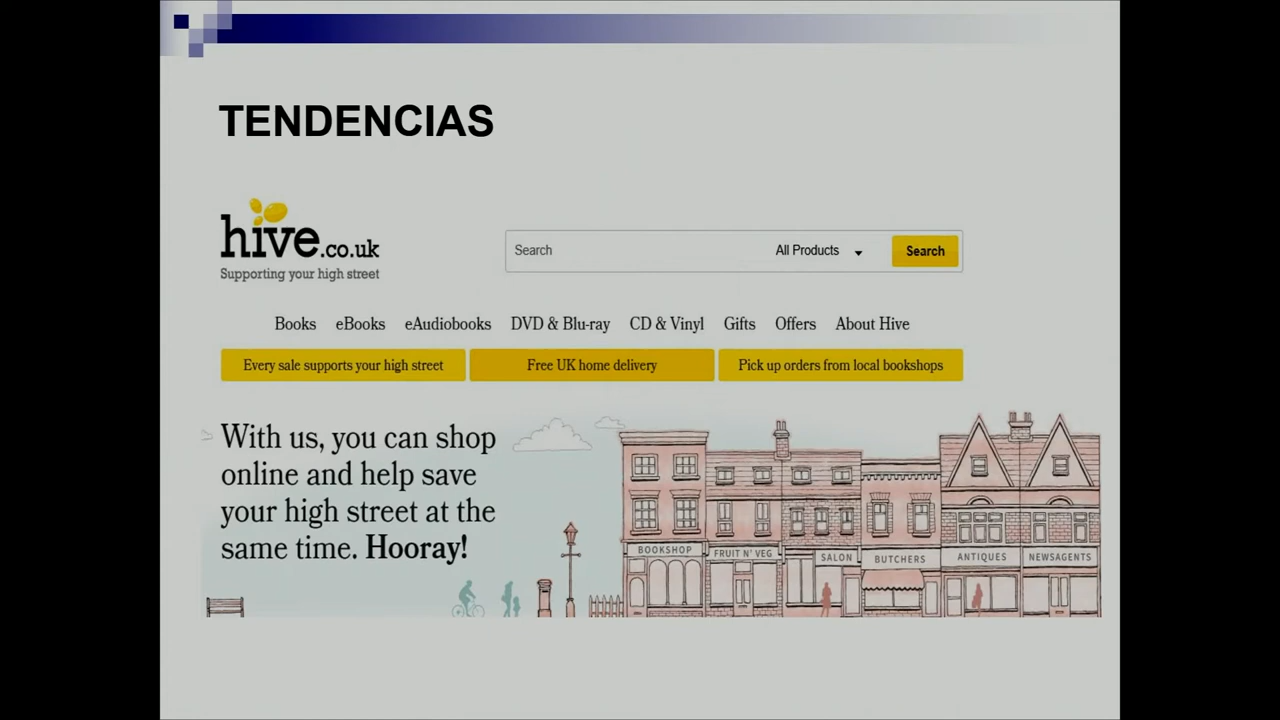 TENDENCIAS
hive.co.uk
Supporting your high street
Search All Products Search
Books eBooks eAudiobooks DVD & Blu-ray CD & Vinyl Gifts Offers About Hive
Every sale supports your high street Free UK home delivery Pick up orders from local bookshops
With us, you can shop
online and help save
your high street at the
same time. Hooray!
BOOKSHOP FRUIT N' VEG SALON BUTCHERS ANTIQUES NEWSAGENTS